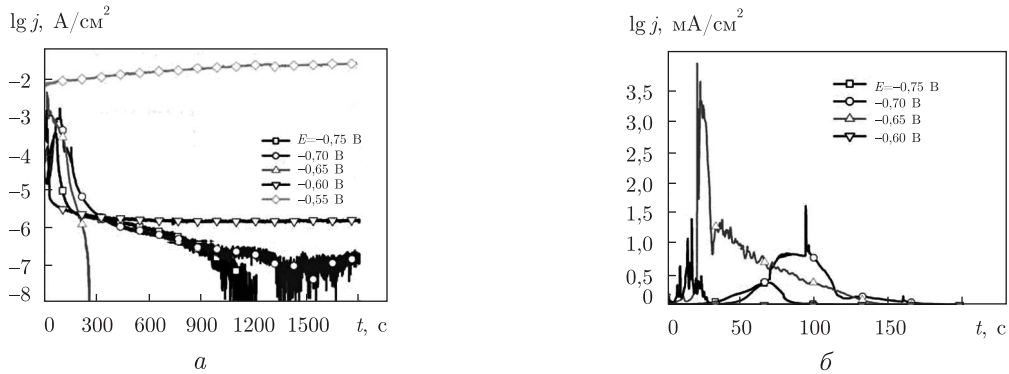 lg j, А/см²
–2
–3
–4
–5
–6
–7
–8
E=–0,75 В
–0,70 В
–0,65 В
–0,60 В
–0,55 В
0 300 600 900 1200 1500 t, с
а
lg j, мА/см²
3,5
3,0
2,5
2,0
1,5
1,0
0,5
0
E=–0,75 В
–0,70 В
–0,65 В
–0,60 В
0 50 100 150 t, с
б